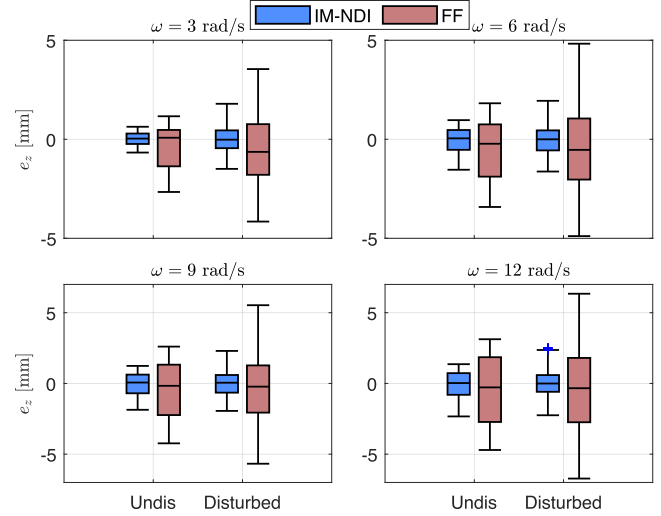 IM-NDI FF
ω = 3 rad/s ω = 6 rad/s
5 5
0 0
-5 -5
e_z [mm]
ω = 9 rad/s ω = 12 rad/s
5 5
0 0
-5 -5
e_z [mm]
Undis Disturbed Undis Disturbed